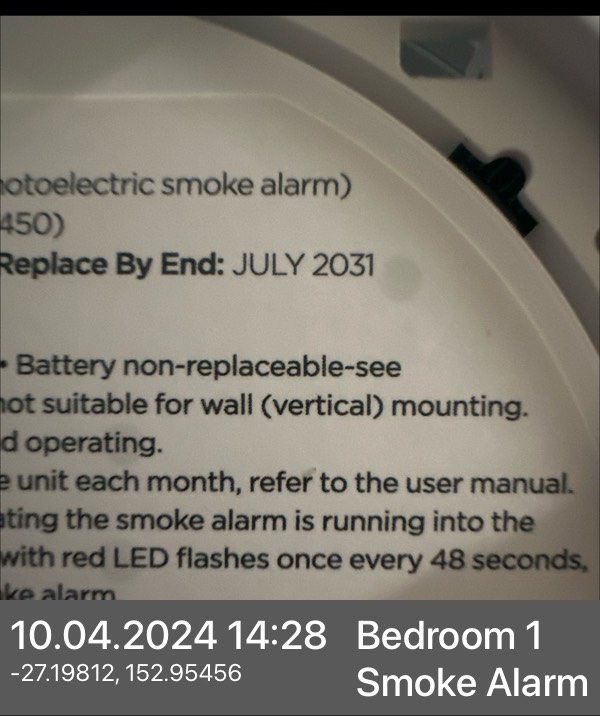 otoelectric smoke alarm)
450)
Replace By End: JULY 2031
• Battery non-replaceable-see
not suitable for wall (vertical) mounting.
d operating.
e unit each month, refer to the user manual.
ating the smoke alarm is running into the
with red LED flashes once every 48 seconds,
ke alarm
10.04.2024 14:28
-27.19812, 152.95456
Bedroom 1
Smoke Alarm